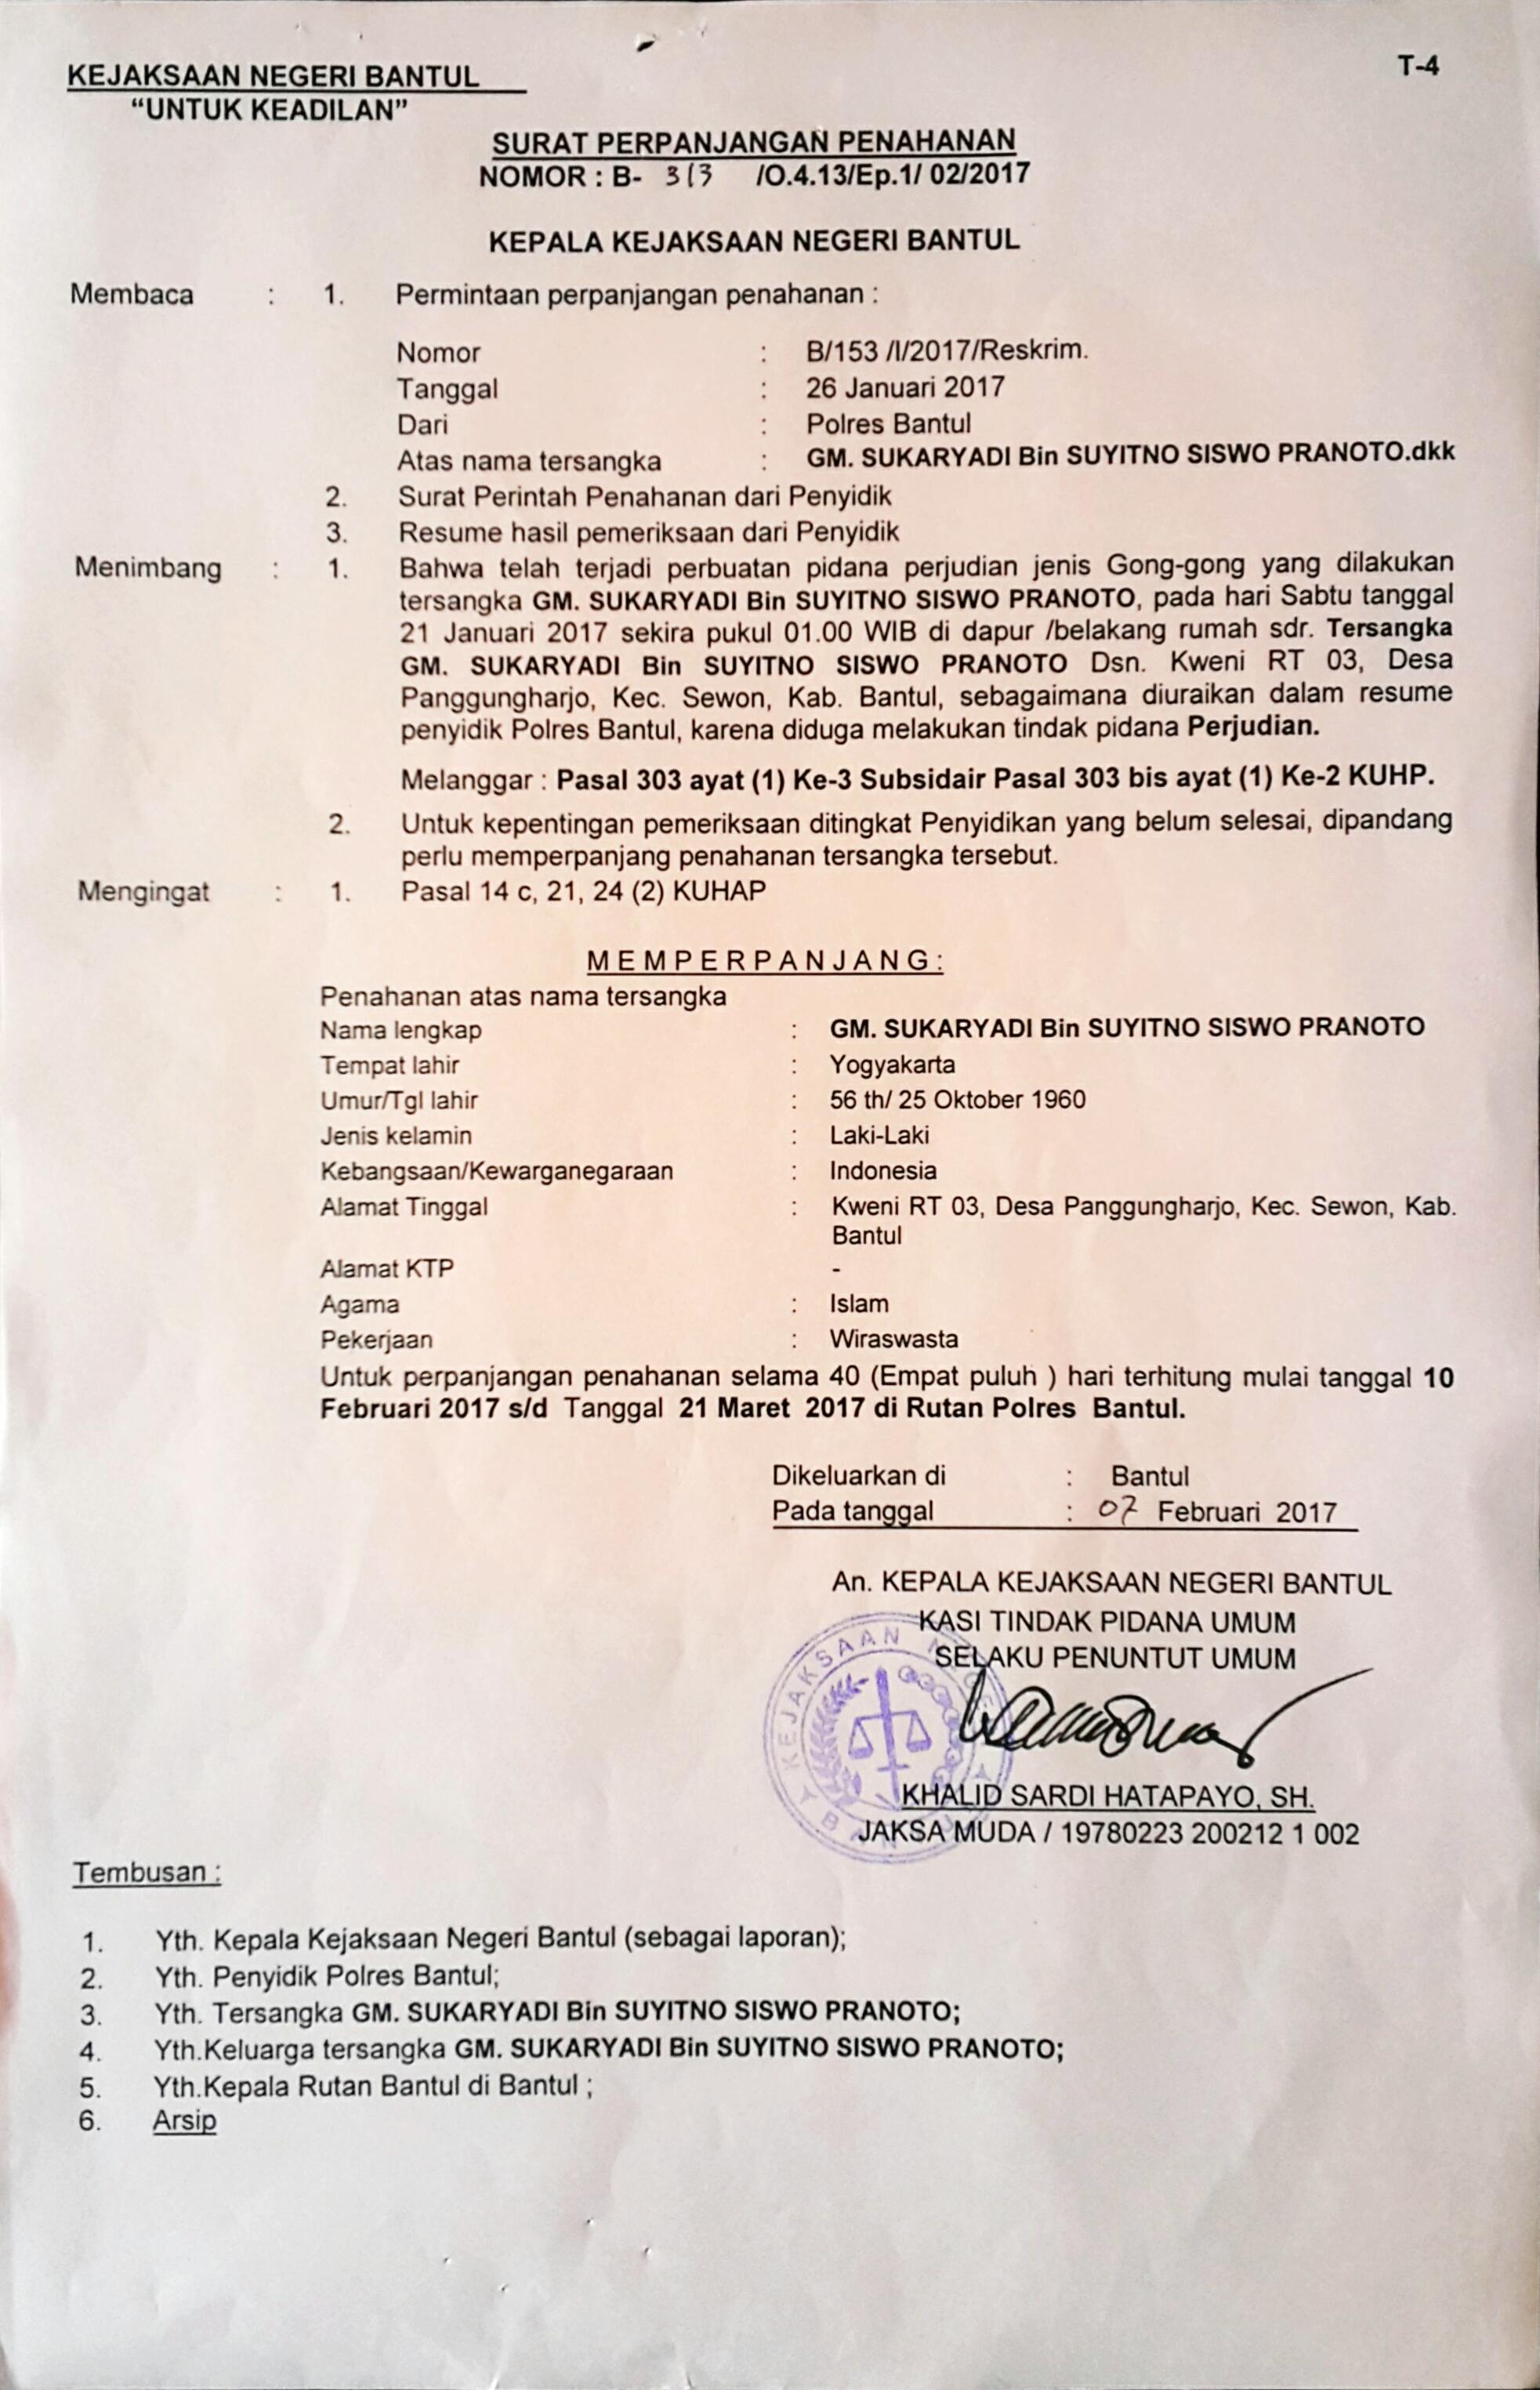 KEJAKSAAN NEGERI BANTUL
T-4
“UNTUK KEADILAN”
SURAT PERPANJANGAN PENAHANAN
NOMOR : B- 313 /O.4.13/Ep.1/ 02/2017
KEPALA KEJAKSAAN NEGERI BANTUL
Membaca : 1. Permintaan perpanjangan penahanan :
Nomor : B/153 /I/2017/Reskrim.
Tanggal : 26 Januari 2017
Dari : Polres Bantul
Atas nama tersangka : GM. SUKARYADI Bin SUYITNO SISWO PRANOTO.dkk
2. Surat Perintah Penahanan dari Penyidik
3. Resume hasil pemeriksaan dari Penyidik
Menimbang : 1. Bahwa telah terjadi perbuatan pidana perjudian jenis Gong-gong yang dilakukan
tersangka GM. SUKARYADI Bin SUYITNO SISWO PRANOTO, pada hari Sabtu tanggal
21 Januari 2017 sekira pukul 01.00 WIB di dapur /belakang rumah sdr. Tersangka
GM. SUKARYADI Bin SUYITNO SISWO PRANOTO Dsn. Kweni RT 03, Desa
Panggungharjo, Kec. Sewon, Kab. Bantul, sebagaimana diuraikan dalam resume
penyidik Polres Bantul, karena diduga melakukan tindak pidana Perjudian.
Melanggar : Pasal 303 ayat (1) Ke-3 Subsidair Pasal 303 bis ayat (1) Ke-2 KUHP.
2. Untuk kepentingan pemeriksaan ditingkat Penyidikan yang belum selesai, dipandang
perlu memperpanjang penahanan tersangka tersebut.
Mengingat : 1. Pasal 14 c, 21, 24 (2) KUHAP
M E M P E R P A N J A N G :
Penahanan atas nama tersangka
Nama lengkap : GM. SUKARYADI Bin SUYITNO SISWO PRANOTO
Tempat lahir : Yogyakarta
Umur/Tgl lahir : 56 th/ 25 Oktober 1960
Jenis kelamin : Laki-Laki
Kebangsaan/Kewarganegaraan : Indonesia
Alamat Tinggal : Kweni RT 03, Desa Panggungharjo, Kec. Sewon, Kab.
Bantul
Alamat KTP -
Agama : Islam
Pekerjaan : Wiraswasta
Untuk perpanjangan penahanan selama 40 (Empat puluh ) hari terhitung mulai tanggal 10
Februari 2017 s/d Tanggal 21 Maret 2017 di Rutan Polres Bantul.
Dikeluarkan di : Bantul
Pada tanggal : 07 Februari 2017
An. KEPALA KEJAKSAAN NEGERI BANTUL
KASI TINDAK PIDANA UMUM
SELAKU PENUNTUT UMUM
KEJAKSAAN
KHALID SARDI HATAPAYO, SH.
JAKSA MUDA / 19780223 200212 1 002
Tembusan :
1. Yth. Kepala Kejaksaan Negeri Bantul (sebagai laporan);
2. Yth. Penyidik Polres Bantul;
3. Yth. Tersangka GM. SUKARYADI Bin SUYITNO SISWO PRANOTO;
4. Yth.Keluarga tersangka GM. SUKARYADI Bin SUYITNO SISWO PRANOTO;
5. Yth.Kepala Rutan Bantul di Bantul ;
6. Arsip